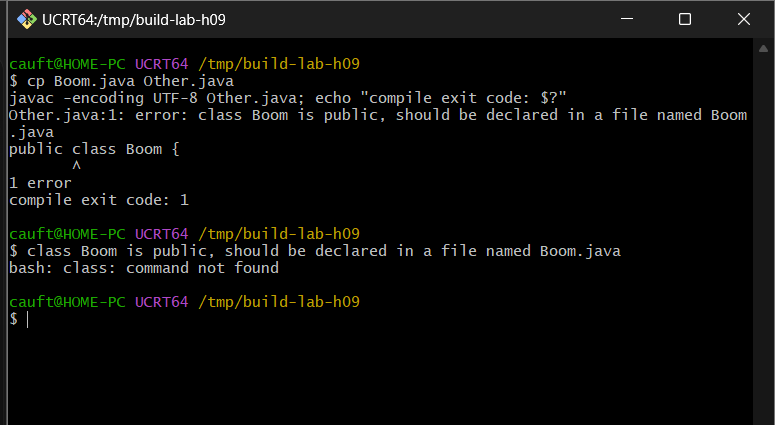 UCRT64:/tmp/build-lab-h09
cauft@HOME-PC UCRT64 /tmp/build-lab-h09
$ cp Boom.java Other.java
javac -encoding UTF-8 Other.java; echo "compile exit code: $?"
Other.java:1: error: class Boom is public, should be declared in a file named Boom
.java
public class Boom {
       ^
1 error
compile exit code: 1
cauft@HOME-PC UCRT64 /tmp/build-lab-h09
$ class Boom is public, should be declared in a file named Boom.java
bash: class: command not found
cauft@HOME-PC UCRT64 /tmp/build-lab-h09
$